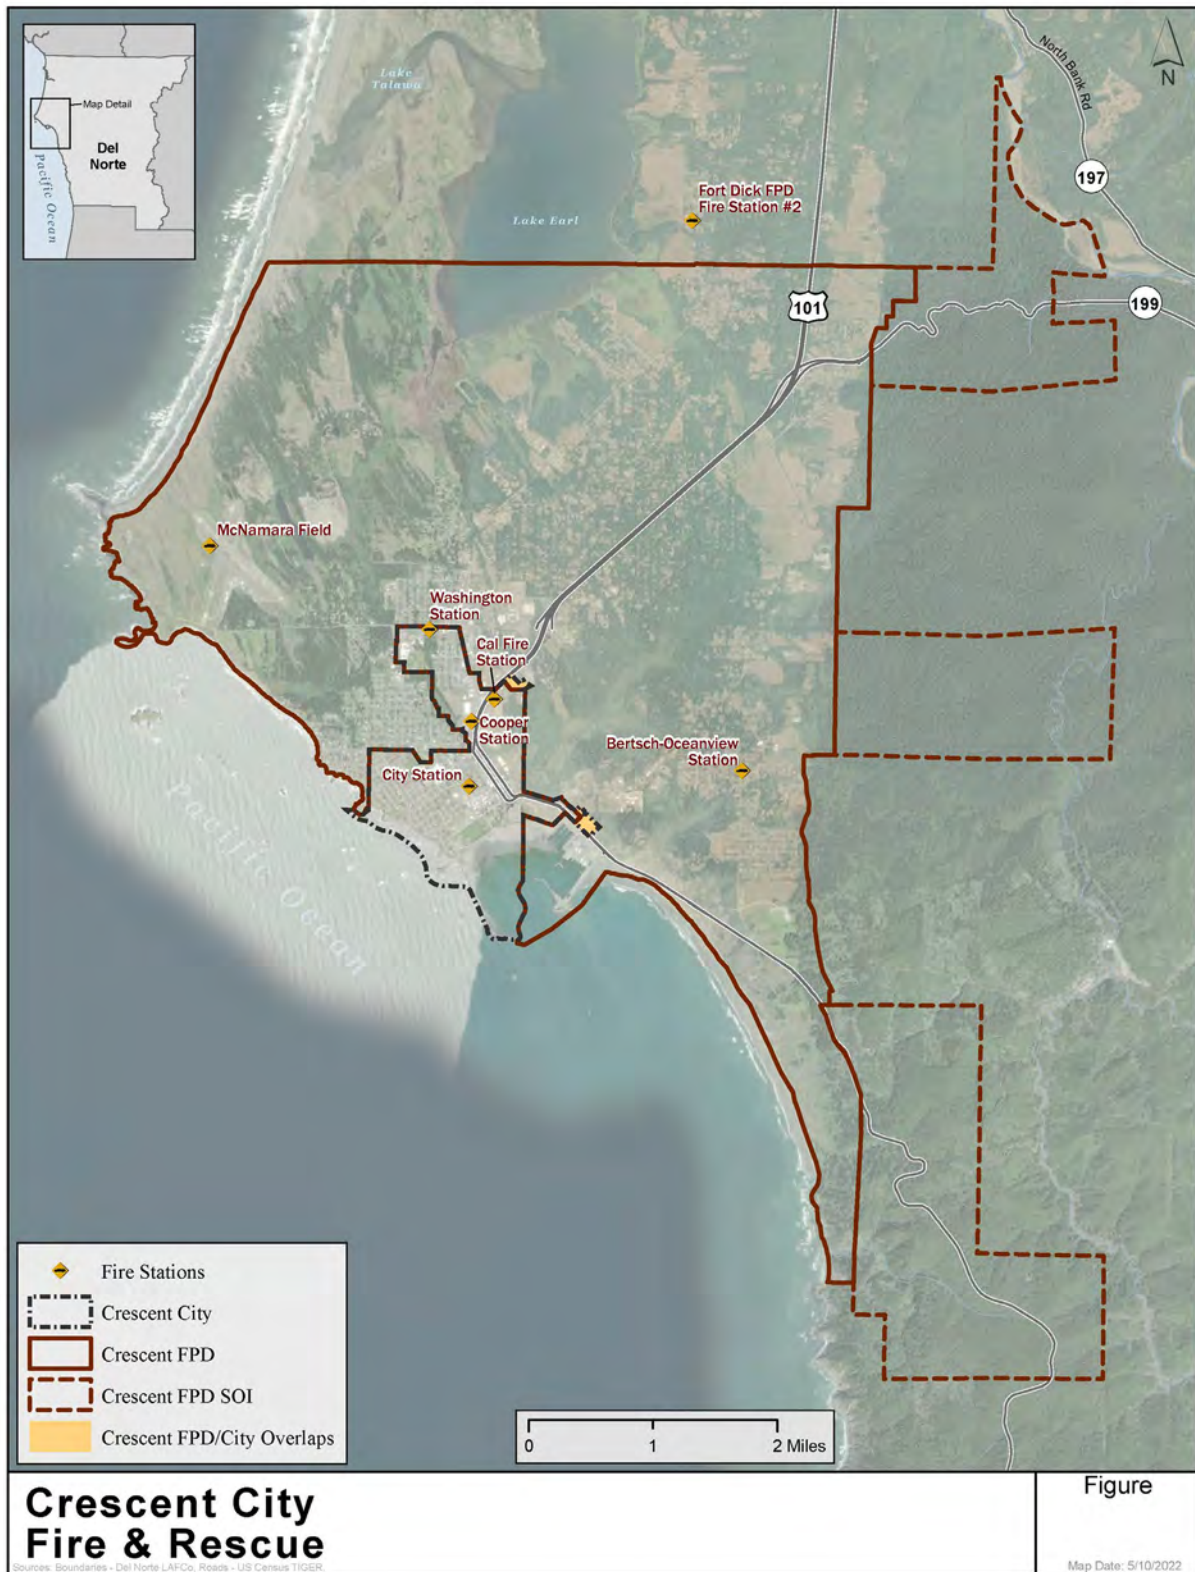 Map Detail
Del
Norte
Pacific Ocean
N
North Bank Rd
197
Lake
Talawa
Lake Earl
Fort Dick FPD
Fire Station #2
101
199
McNamara Field
Washington
Station
Cal Fire
Station
Cooper
Station
City Station
Bertsch-Oceanview
Station
Pacific Ocean
Fire Stations
Crescent City
Crescent FPD
Crescent FPD SOI
Crescent FPD/City Overlaps
0 1 2 Miles
Crescent City
Fire & Rescue
Sources: Boundaries - Del Norte LAFCo, Roads - US Census TIGER.
Figure
Map Date: 5/10/2022